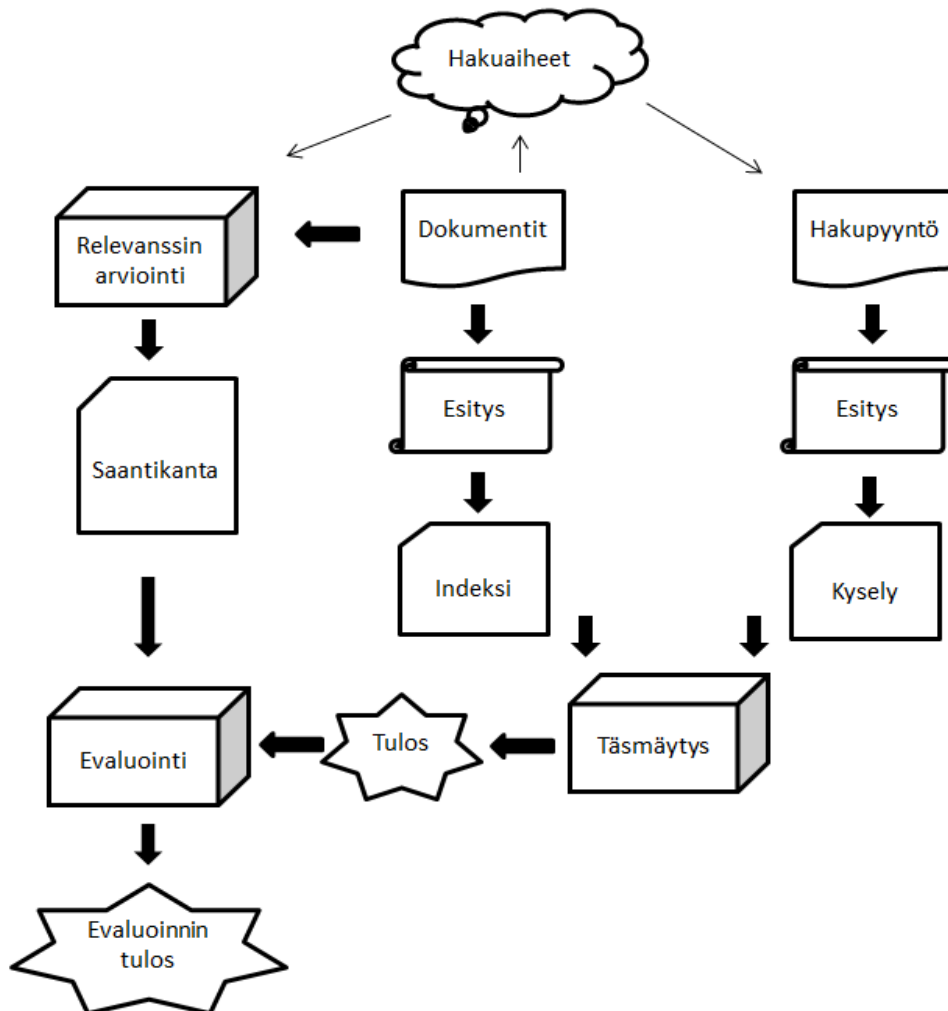 Hakuaiheet
Relevanssin
arviointi
Dokumentit
Hakupyyntö
Saantikanta
Esitys
Esitys
Indeksi
Kysely
Evaluointi
Tulos
Täsmäytys
Evaluoinnin
tulos